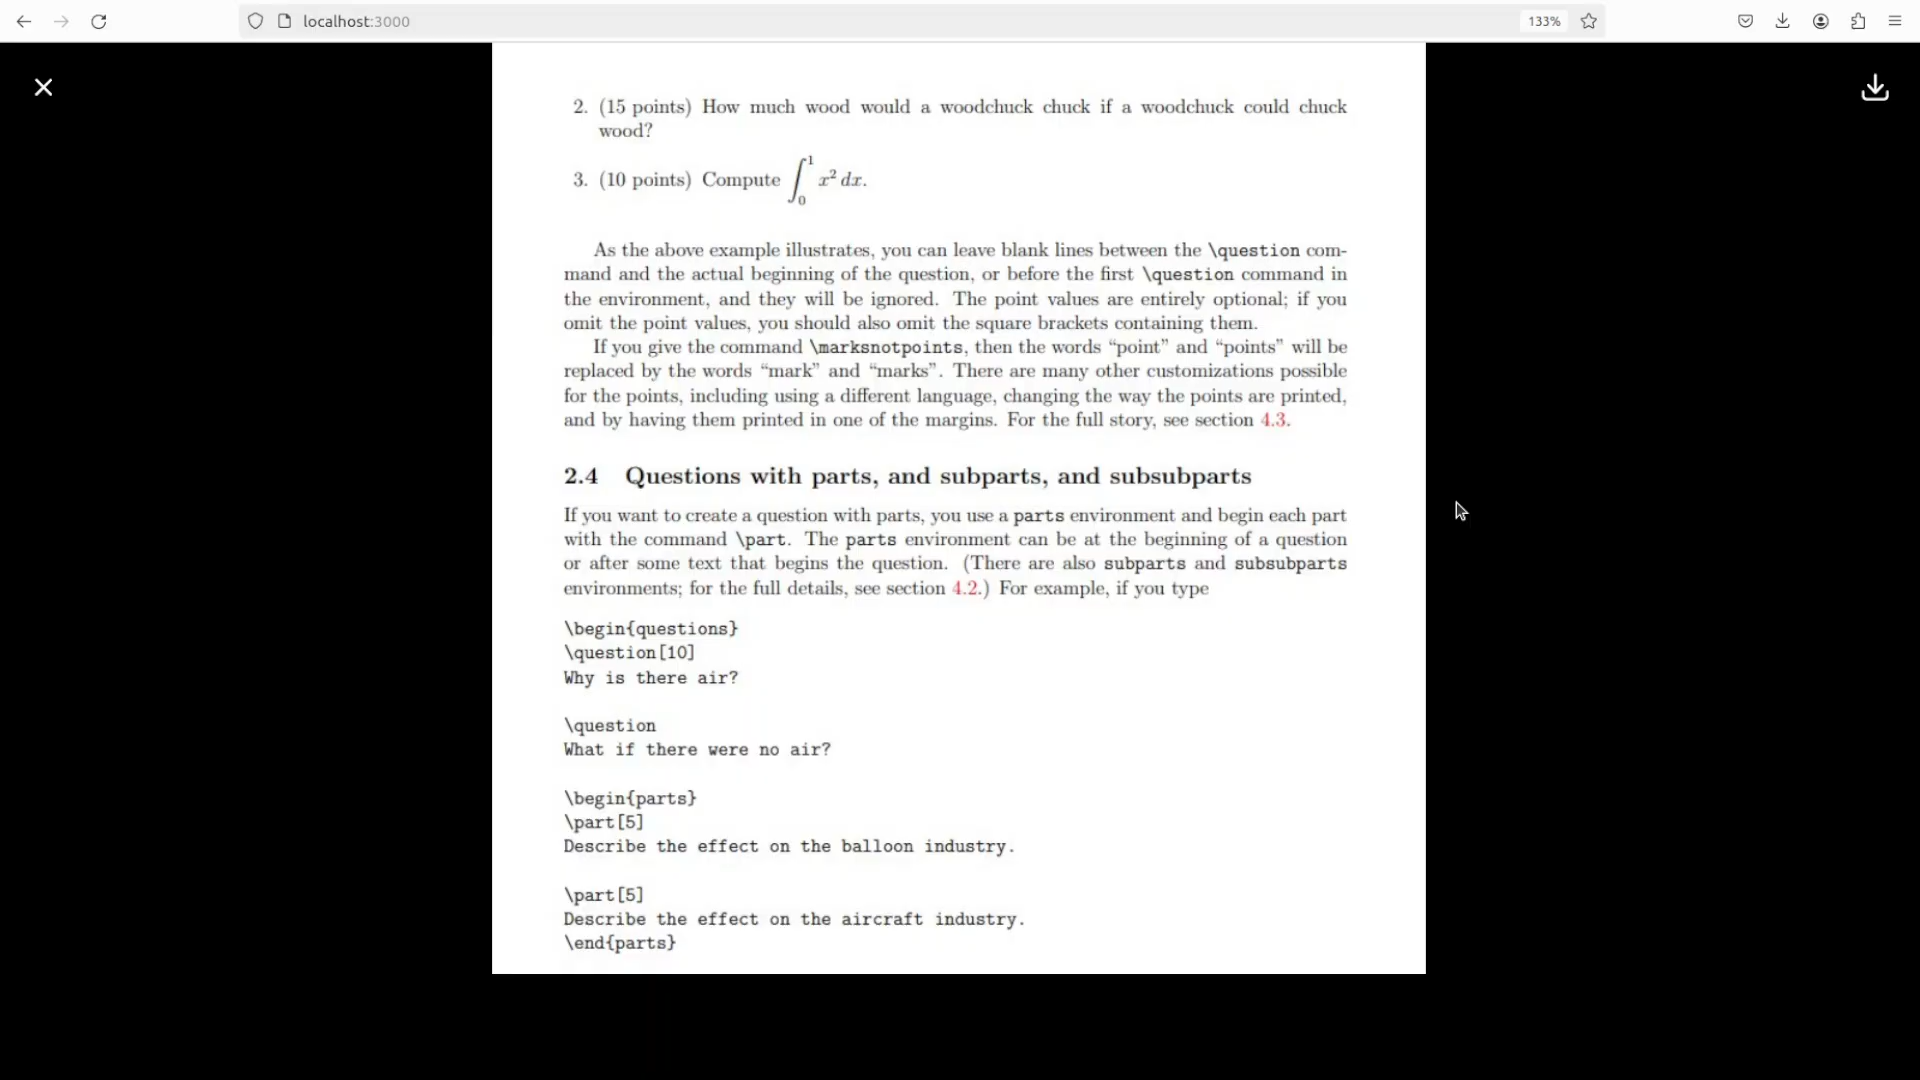 localhost:3000
133%
2. (15 points) How much wood would a woodchuck chuck if a woodchuck could chuck
wood?
3. (10 points) Compute ∫₀¹ x² dx.
As the above example illustrates, you can leave blank lines between the \question com-
mand and the actual beginning of the question, or before the first \question command in
the environment, and they will be ignored. The point values are entirely optional; if you
omit the point values, you should also omit the square brackets containing them.
If you give the command \marksnotpoints, then the words “point” and “points” will be
replaced by the words “mark” and “marks”. There are many other customizations possible
for the points, including using a different language, changing the way the points are printed,
and by having them printed in one of the margins. For the full story, see section 4.3.
2.4 Questions with parts, and subparts, and subsubparts
If you want to create a question with parts, you use a parts environment and begin each part
with the command \part. The parts environment can be at the beginning of a question
or after some text that begins the question. (There are also subparts and subsubparts
environments; for the full details, see section 4.2.) For example, if you type
\begin{questions}
\question[10]
Why is there air?
\question
What if there were no air?
\begin{parts}
\part[5]
Describe the effect on the balloon industry.
\part[5]
Describe the effect on the aircraft industry.
\end{parts}